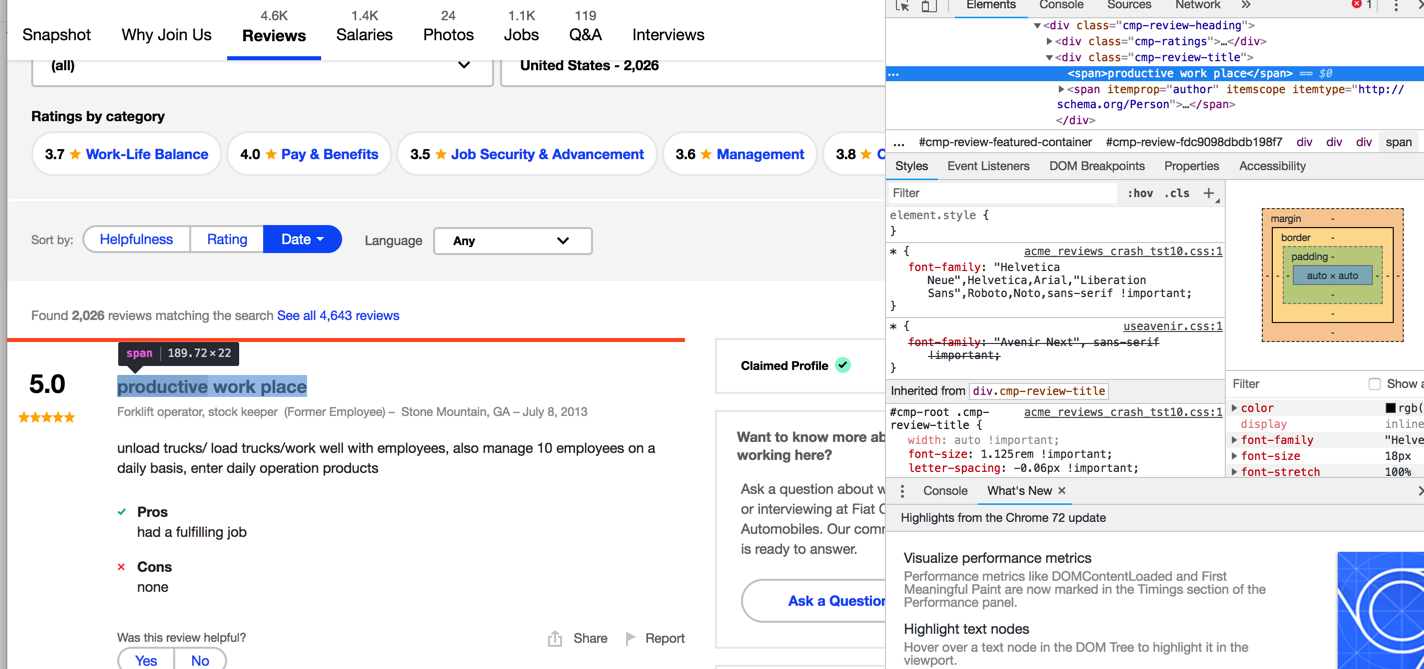 4.6K 1.4K 24 1.1K 119
Snapshot Why Join Us Reviews Salaries Photos Jobs Q&A Interviews
(all) United States - 2,026
Ratings by category
3.7 ★ Work-Life Balance 4.0 ★ Pay & Benefits 3.5 ★ Job Security & Advancement 3.6 ★ Management 3.8 ★
Sort by: Helpfulness Rating Date Language Any
Found 2,026 reviews matching the search See all 4,643 reviews
span 189.72 × 22
5.0
productive work place
Forklift operator, stock keeper (Former Employee) – Stone Mountain, GA – July 8, 2013
unload trucks/ load trucks/work well with employees, also manage 10 employees on a
daily basis, enter daily operation products
Pros
had a fulfilling job
Cons
none
Was this review helpful? Share Report
Yes No
Claimed Profile
Want to know more ab
working here?
Ask a question about w
or interviewing at Fiat C
Automobiles. Our comm
is ready to answer.
Ask a Question
Elements Console Sources Network » 1
▼<div class="cmp-review-heading">
▶<div class="cmp-ratings">…</div>
▼<div class="cmp-review-title">
... <span>productive work place</span> == $0
▶<span itemprop="author" itemscope itemtype="http://
schema.org/Person">…</span>
</div>
... #cmp-review-featured-container #cmp-review-fdc9098dbdb198f7 div div div span
Styles Event Listeners DOM Breakpoints Properties Accessibility
Filter :hov .cls +
element.style {
}
* { acme_reviews_crash_tst10.css:1
font-family: "Helvetica
Neue",Helvetica,Arial,"Liberation
Sans",Roboto,Noto,sans-serif !important;
}
* { useavenir.css:1
font-family: "Avenir Next", sans-serif
!important;
}
Inherited from div.cmp-review-title
#cmp-root .cmp- acme_reviews_crash_tst10.css:1
review-title {
width: auto !important;
font-size: 1.125rem !important;
letter-spacing: -0.06px !important;
margin -
border -
padding -
- - - auto × auto - - -
-
-
-
Filter Show a
▶ color rgb(
display inline
▶ font-family "Helve
▶ font-size 18px
▶ font-stretch 100%
Console What's New ×
Highlights from the Chrome 72 update
Visualize performance metrics
Performance metrics like DOMContentLoaded and First
Meaningful Paint are now marked in the Timings section of the
Performance panel.
Highlight text nodes
Hover over a text node in the DOM Tree to highlight it in the
viewport.